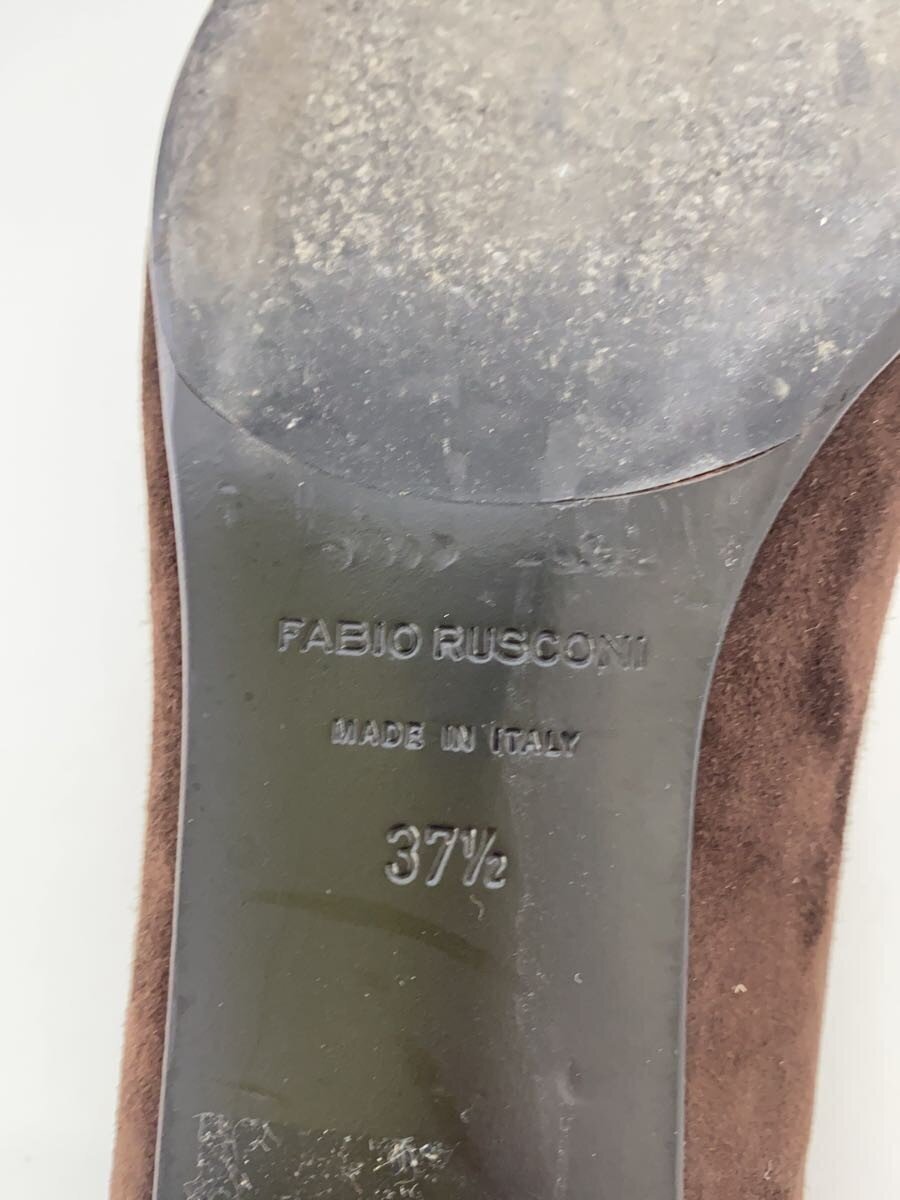 FABIO RUSCONI
MADE IN ITALY
37½